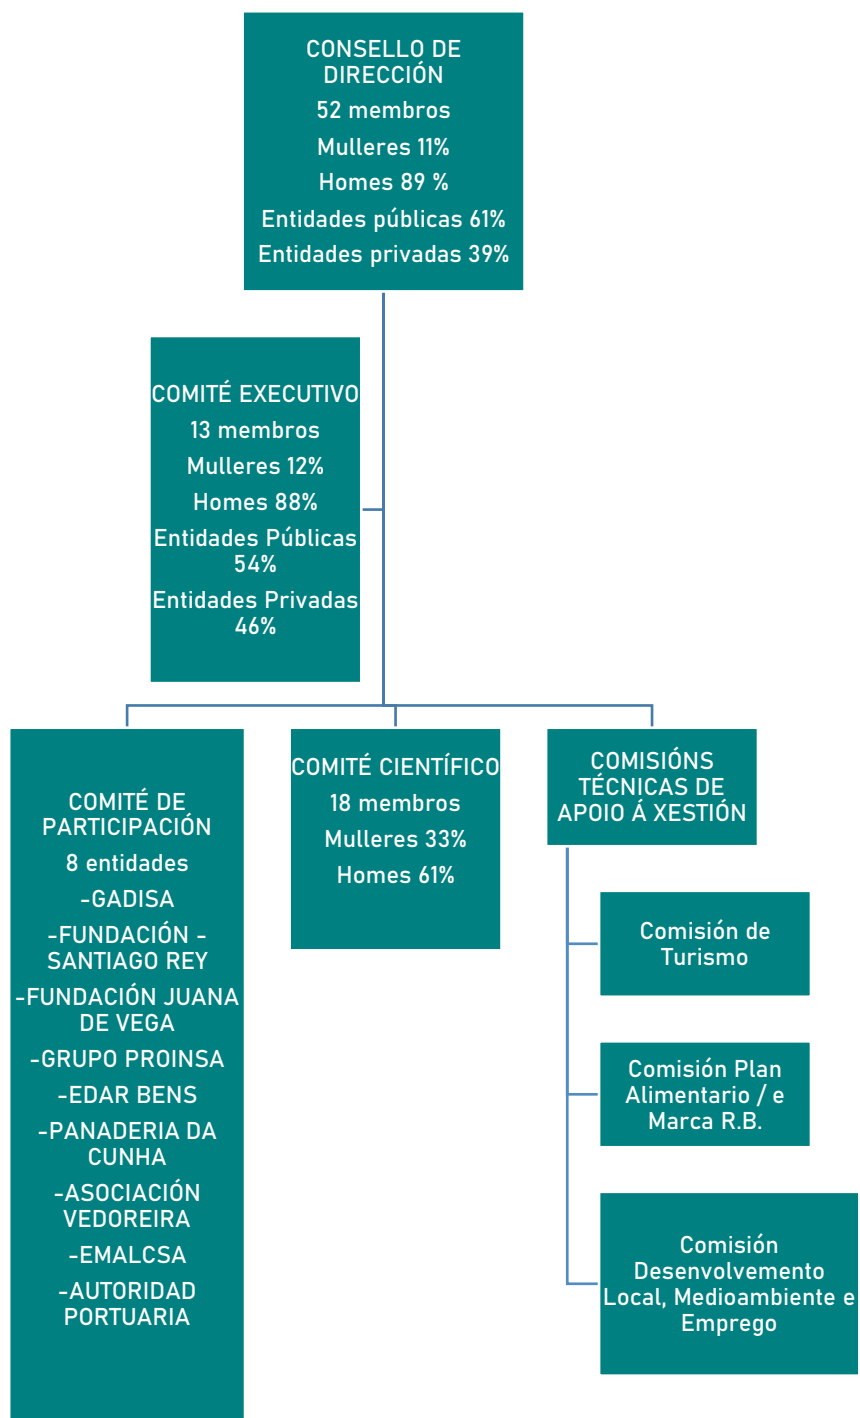 CONSELLO DE
DIRECCIÓN
52 membros
Mulleres 11%
Homes 89 %
Entidades públicas 61%
Entidades privadas 39%
COMITÉ EXECUTIVO
13 membros
Mulleres 12%
Homes 88%
Entidades Públicas
54%
Entidades Privadas
46%
COMITÉ DE
PARTICIPACIÓN
8 entidades
-GADISA
-FUNDACIÓN -
SANTIAGO REY
-FUNDACIÓN JUANA
DE VEGA
-GRUPO PROINSA
-EDAR BENS
-PANADERIA DA
CUNHA
-ASOCIACIÓN
VEDOREIRA
-EMALCSA
-AUTORIDAD
PORTUARIA
COMITÉ CIENTÍFICO
18 membros
Mulleres 33%
Homes 61%
COMISIÓNS
TÉCNICAS DE
APOIO Á XESTIÓN
Comisión de
Turismo
Comisión Plan
Alimentario / e
Marca R.B.
Comisión
Desenvolvemento
Local, Medioambiente e
Emprego